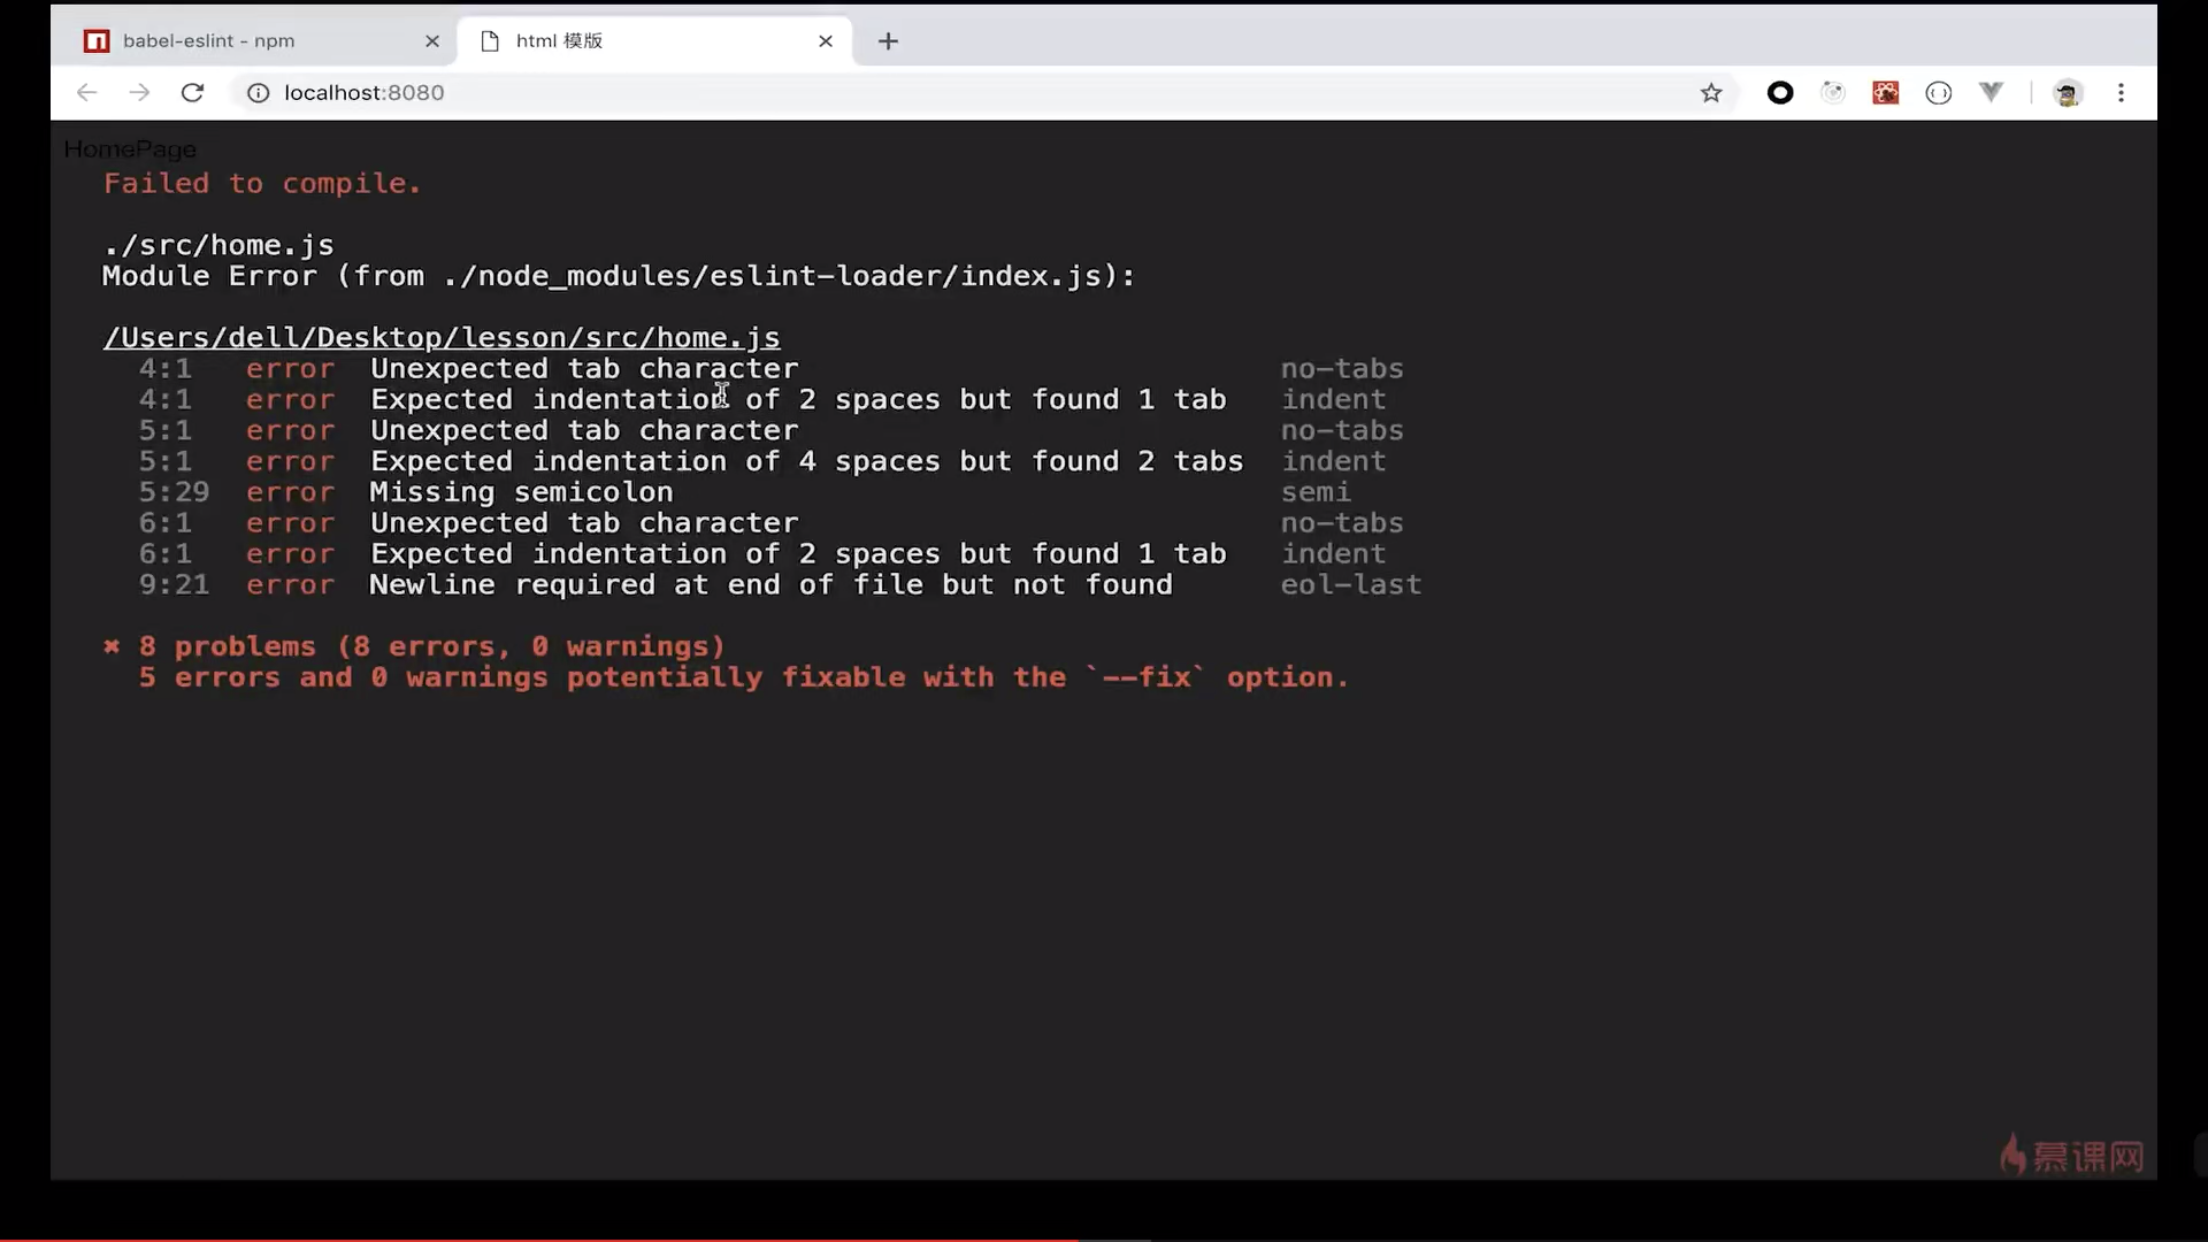 babel-eslint - npm
html 模版
localhost:8080
HomePage
Failed to compile.
./src/home.js
Module Error (from ./node_modules/eslint-loader/index.js):
/Users/dell/Desktop/lesson/src/home.js
4:1 error Unexpected tab character no-tabs
4:1 error Expected indentation of 2 spaces but found 1 tab indent
5:1 error Unexpected tab character no-tabs
5:1 error Expected indentation of 4 spaces but found 2 tabs indent
5:29 error Missing semicolon semi
6:1 error Unexpected tab character no-tabs
6:1 error Expected indentation of 2 spaces but found 1 tab indent
9:21 error Newline required at end of file but not found eol-last
✖ 8 problems (8 errors, 0 warnings)
5 errors and 0 warnings potentially fixable with the `--fix` option.
慕课网